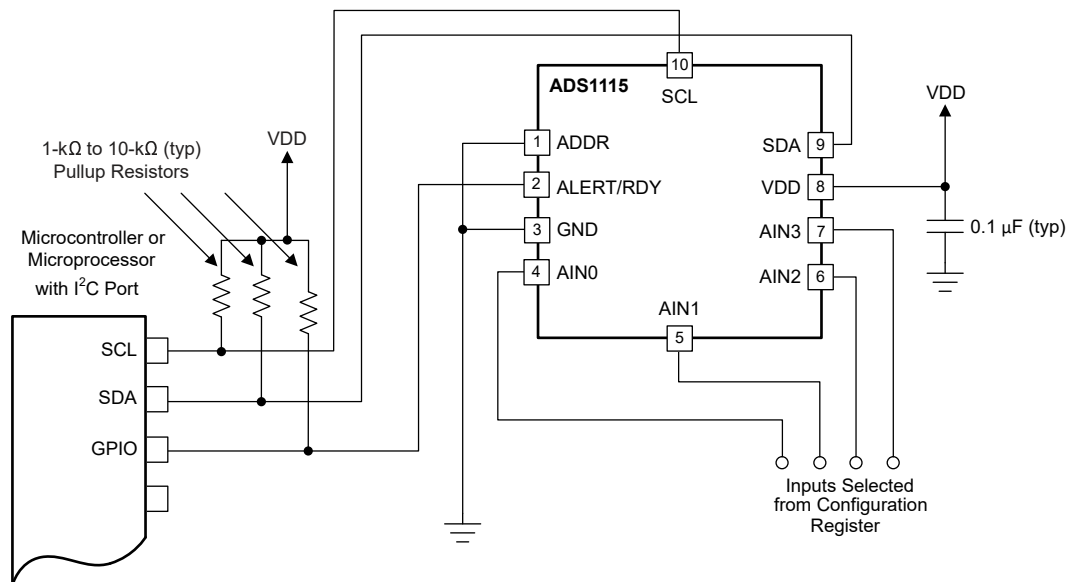 10
ADS1115
SCL
VDD
1-kΩ to 10-kΩ (typ)
Pullup Resistors
VDD
1
ADDR
SDA
9
2
ALERT/RDY
VDD
8
3
GND
AIN3
7
0.1 µF (typ)
Microcontroller or
Microprocessor
with I²C Port
4
AIN0
AIN2
6
AIN1
5
SCL
SDA
GPIO
Inputs Selected
from Configuration
Register